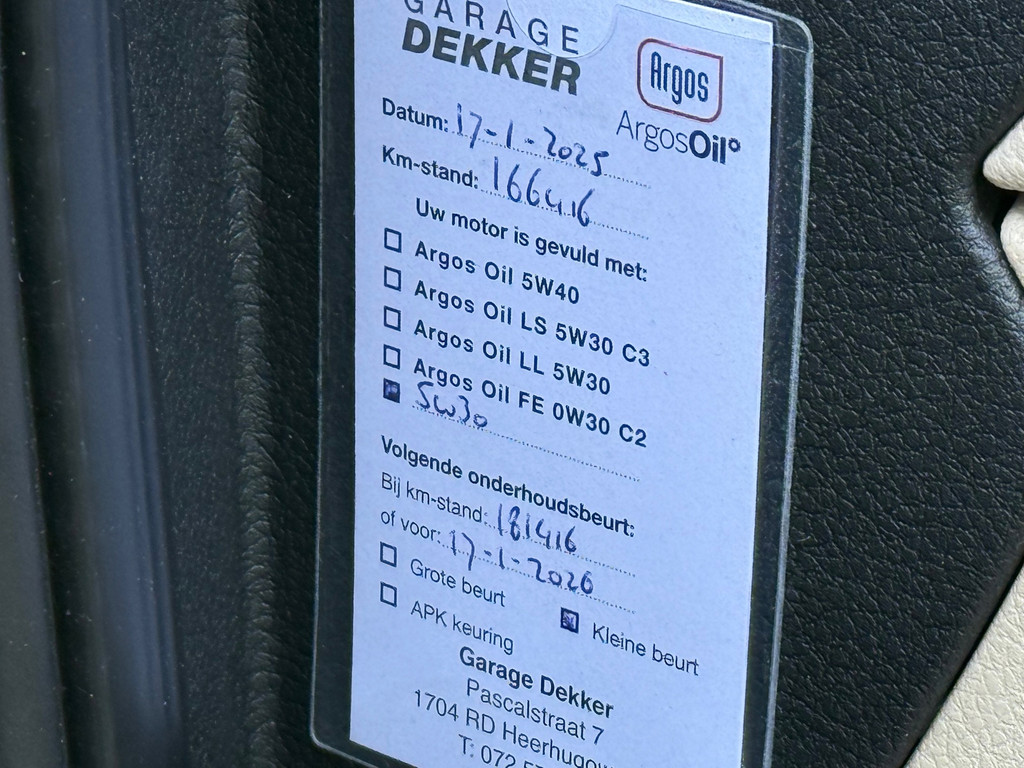 GARAGE
DEKKER
Argos
ArgosOil
Datum: 17-1-2025
Km-stand: 166416
Uw motor is gevuld met:
Argos Oil 5W40
Argos Oil LS 5W30 C3
Argos Oil LL 5W30
Argos Oil FE 0W30 C2
5W30
Volgende onderhoudsbeurt:
Bij km-stand: 181416
of voor: 17-1-2026
Grote beurt
Kleine beurt
APK keuring
Garage Dekker
Pascalstraat 7
1704 RD Heerhugow
T: 072 57